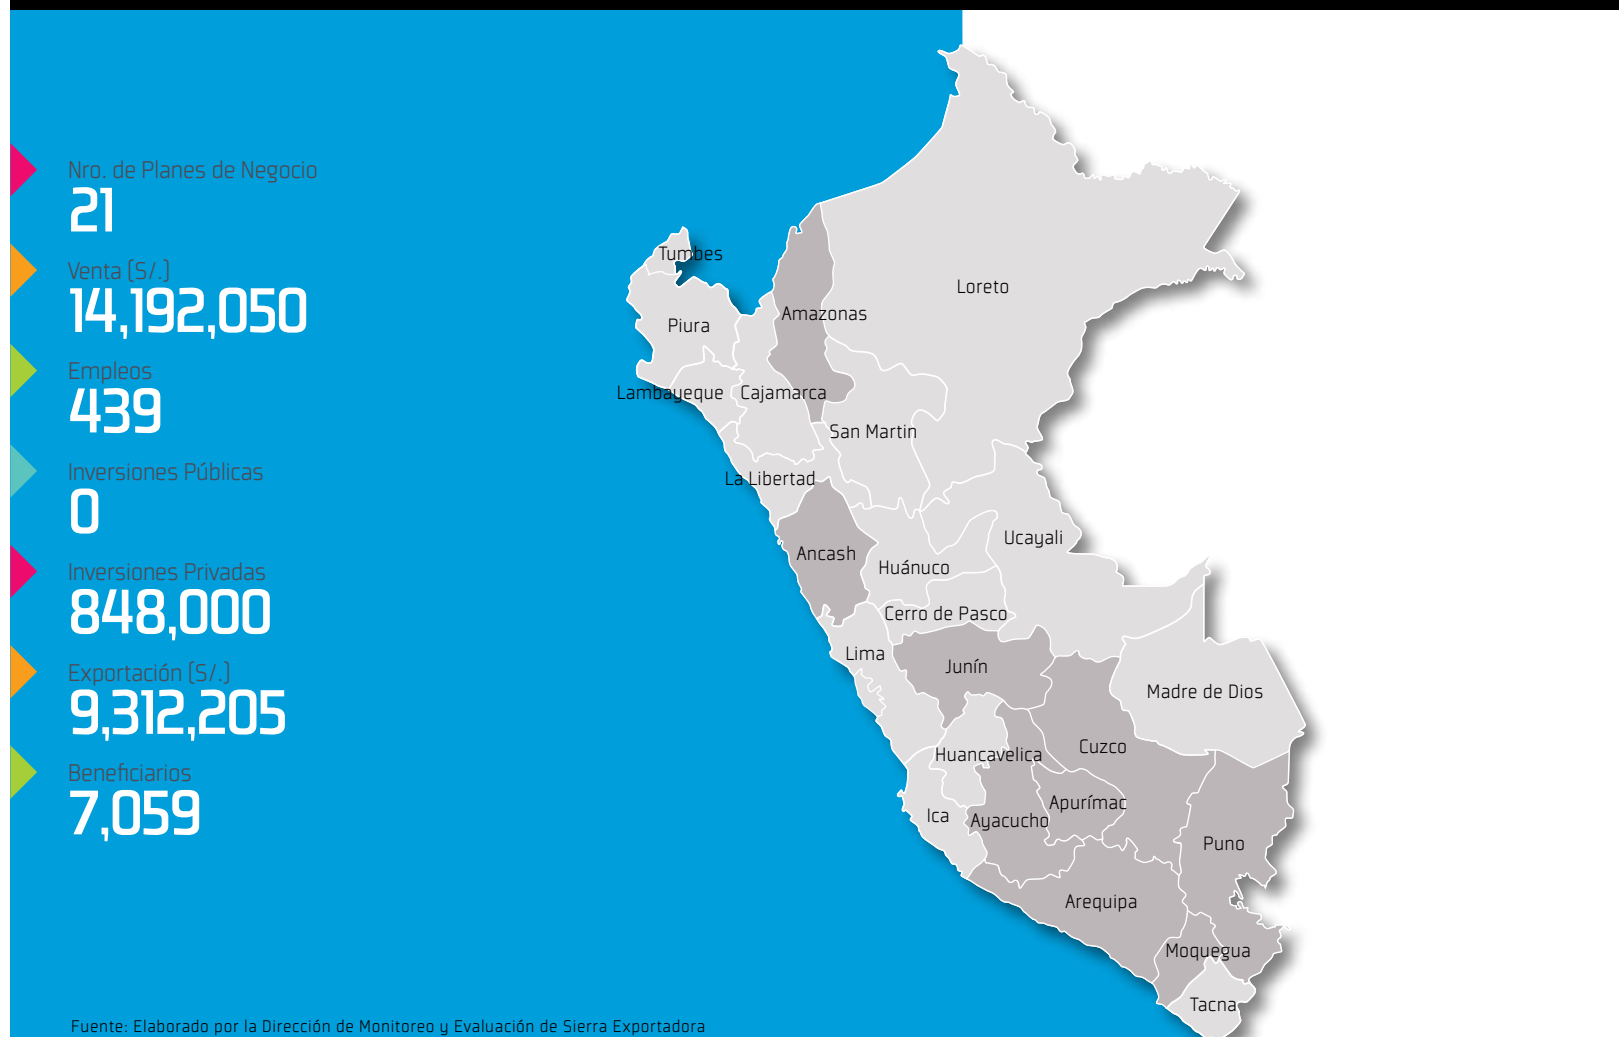 Nro. de Planes de Negocio
21
Venta (S/.)
14,192,050
Empleos
439
Inversiones Públicas
0
Inversiones Privadas
848,000
Exportación (S/.)
9,312,205
Beneficiarios
7,059
Tumbes
Loreto
Amazonas
Piura
Lambayeque
Cajamarca
San Martin
La Libertad
Ucayali
Ancash
Huánuco
Cerro de Pasco
Lima
Junín
Madre de Dios
Cuzco
Huancavelica
Apurímac
Ica
Ayacucho
Puno
Arequipa
Moquegua
Tacna
Fuente: Elaborado por la Dirección de Monitoreo y Evaluación de Sierra Exportadora